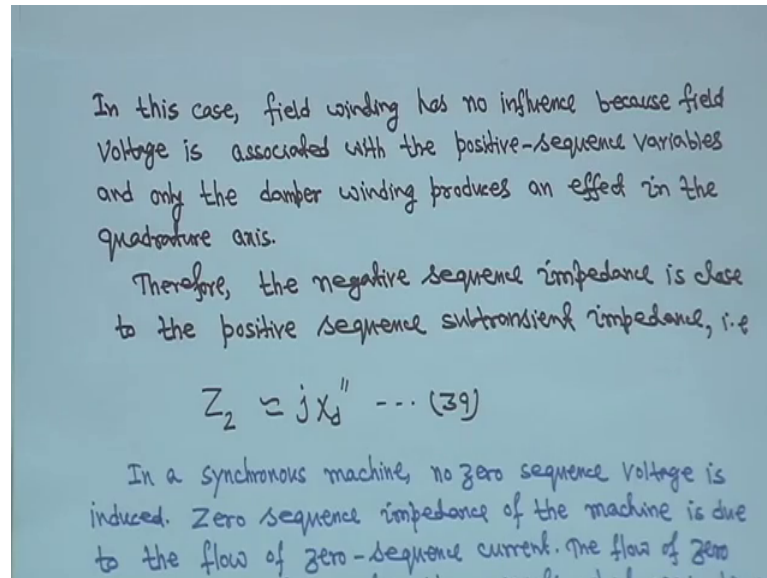 In this case, field winding has no influence because field
voltage is associated with the positive-sequence variables
and only the damper winding produces an effect in the
quadrature axis.
Therefore, the negative sequence impedance is close
to the positive sequence subtransient impedance, i.e
Z₂ ≃ jXd″ --- (39)
In a synchronous machine, no zero sequence voltage is
induced. Zero sequence impedance of the machine is due
to the flow of zero-sequence current. The flow of zero